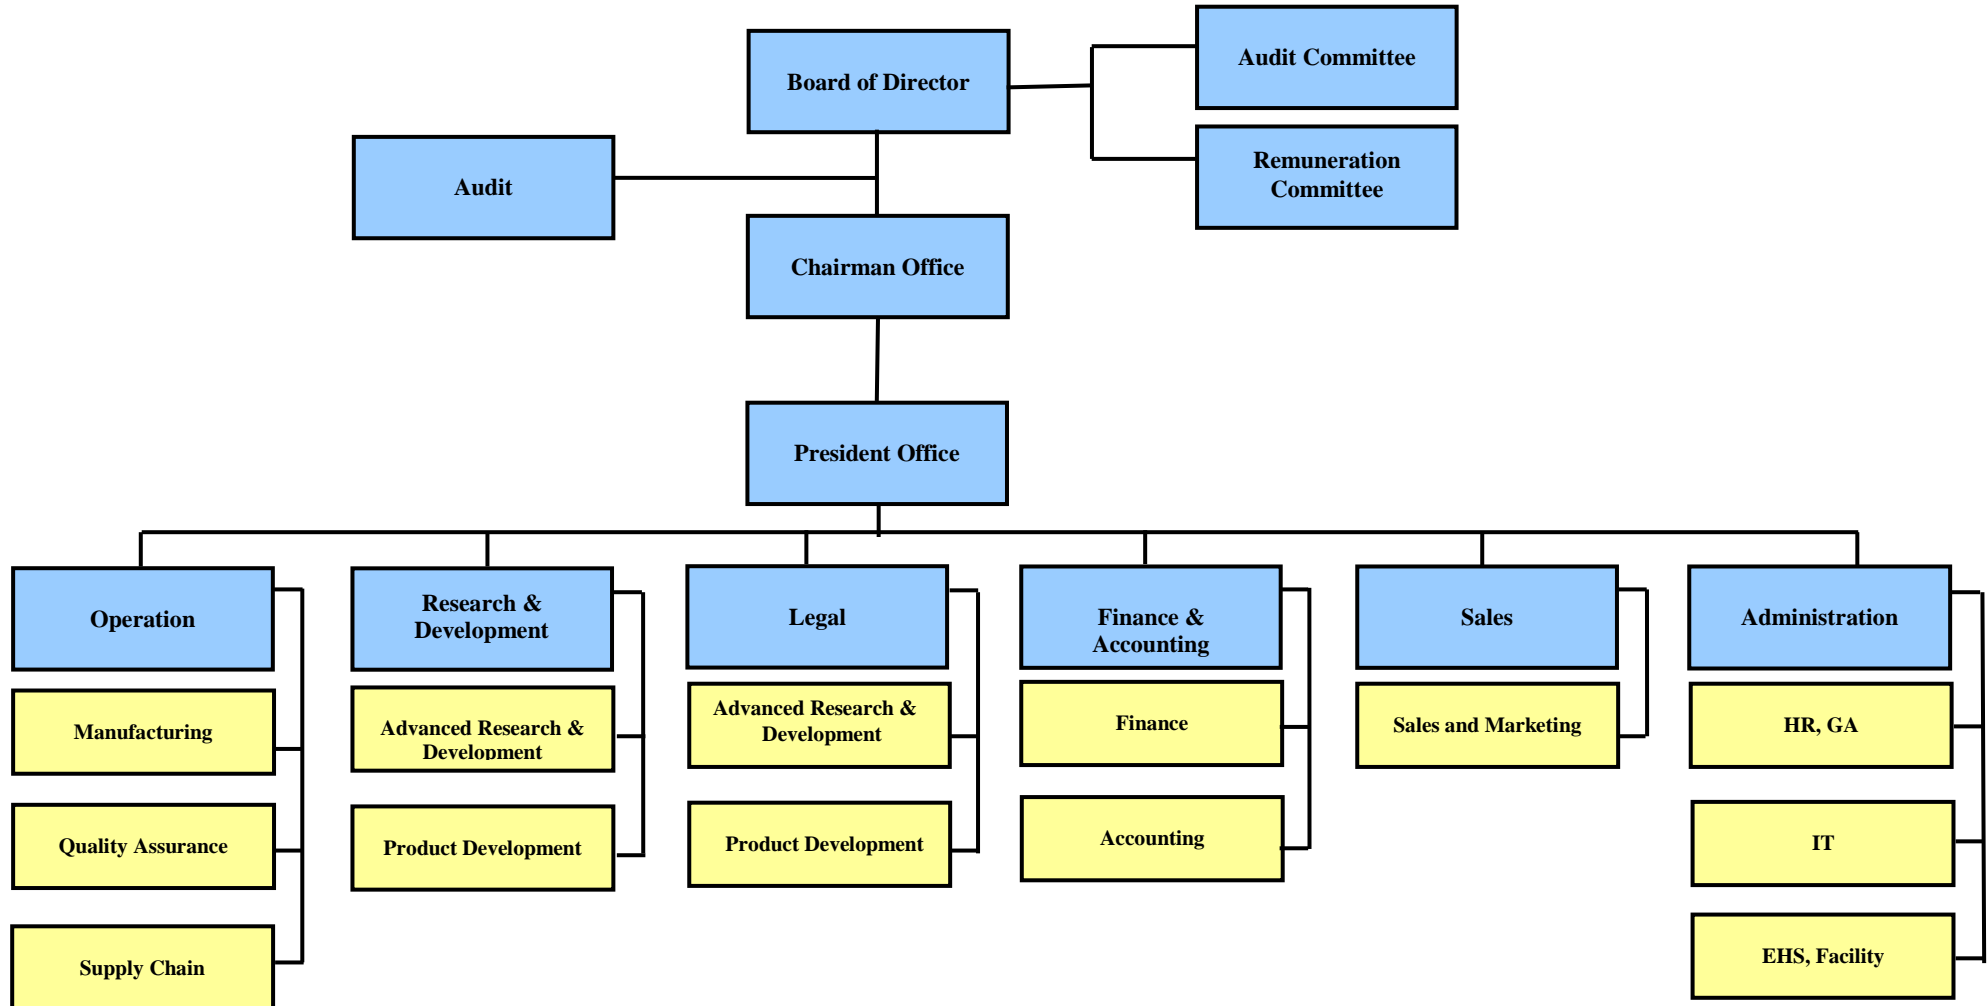 Audit Committee
Board of Director
Remuneration
Committee
Audit
Chairman Office
President Office
Operation
Research &
Development
Legal
Finance &
Accounting
Sales
Administration
Manufacturing
Advanced Research &
Development
Advanced Research &
Development
Finance
Sales and Marketing
HR, GA
Quality Assurance
Product Development
Product Development
Accounting
IT
Supply Chain
EHS, Facility